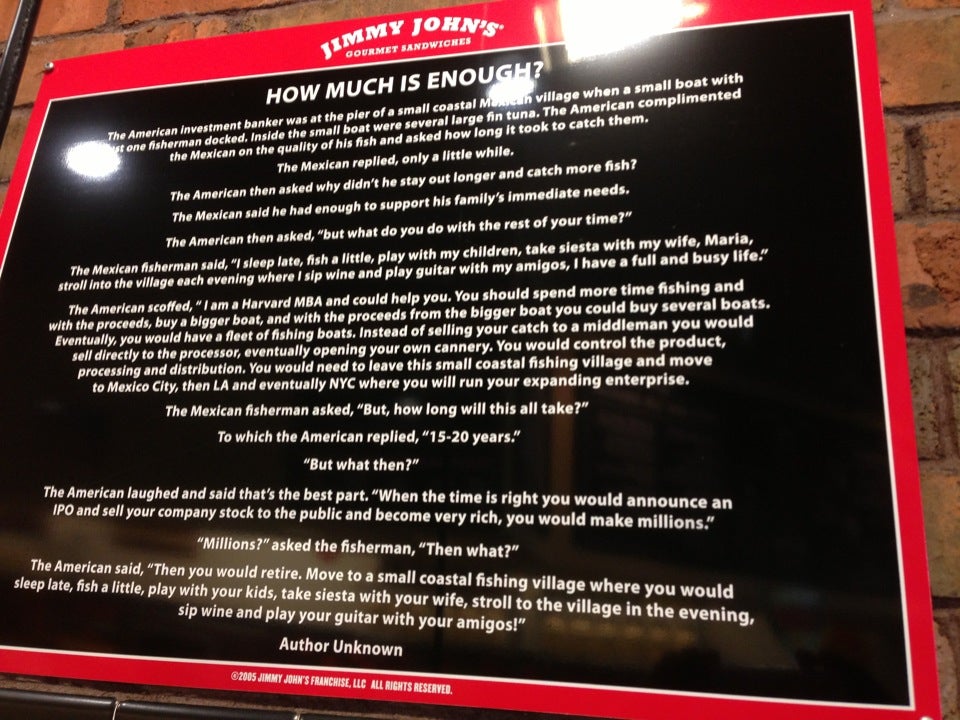 JIMMY JOHN'S®
GOURMET SANDWICHES
HOW MUCH IS ENOUGH?
The American investment banker was at the pier of a small coastal Mexican village when a small boat with
just one fisherman docked. Inside the small boat were several large fin tuna. The American complimented
the Mexican on the quality of his fish and asked how long it took to catch them.
The Mexican replied, only a little while.
The American then asked why didn't he stay out longer and catch more fish?
The Mexican said he had enough to support his family's immediate needs.
The American then asked, "but what do you do with the rest of your time?"
The Mexican fisherman said, "I sleep late, fish a little, play with my children, take siesta with my wife, Maria,
stroll into the village each evening where I sip wine and play guitar with my amigos, I have a full and busy life."
The American scoffed, " I am a Harvard MBA and could help you. You should spend more time fishing and
with the proceeds, buy a bigger boat, and with the proceeds from the bigger boat you could buy several boats.
Eventually, you would have a fleet of fishing boats. Instead of selling your catch to a middleman you would
sell directly to the processor, eventually opening your own cannery. You would control the product,
processing and distribution. You would need to leave this small coastal fishing village and move
to Mexico City, then LA and eventually NYC where you will run your expanding enterprise.
The Mexican fisherman asked, "But, how long will this all take?"
To which the American replied, "15-20 years."
"But what then?"
The American laughed and said that's the best part. "When the time is right you would announce an
IPO and sell your company stock to the public and become very rich, you would make millions."
"Millions?" asked the fisherman, "Then what?"
The American said, "Then you would retire. Move to a small coastal fishing village where you would
sleep late, fish a little, play with your kids, take siesta with your wife, stroll to the village in the evening,
sip wine and play your guitar with your amigos!"
Author Unknown
©2005 JIMMY JOHN'S FRANCHISE, LLC ALL RIGHTS RESERVED.